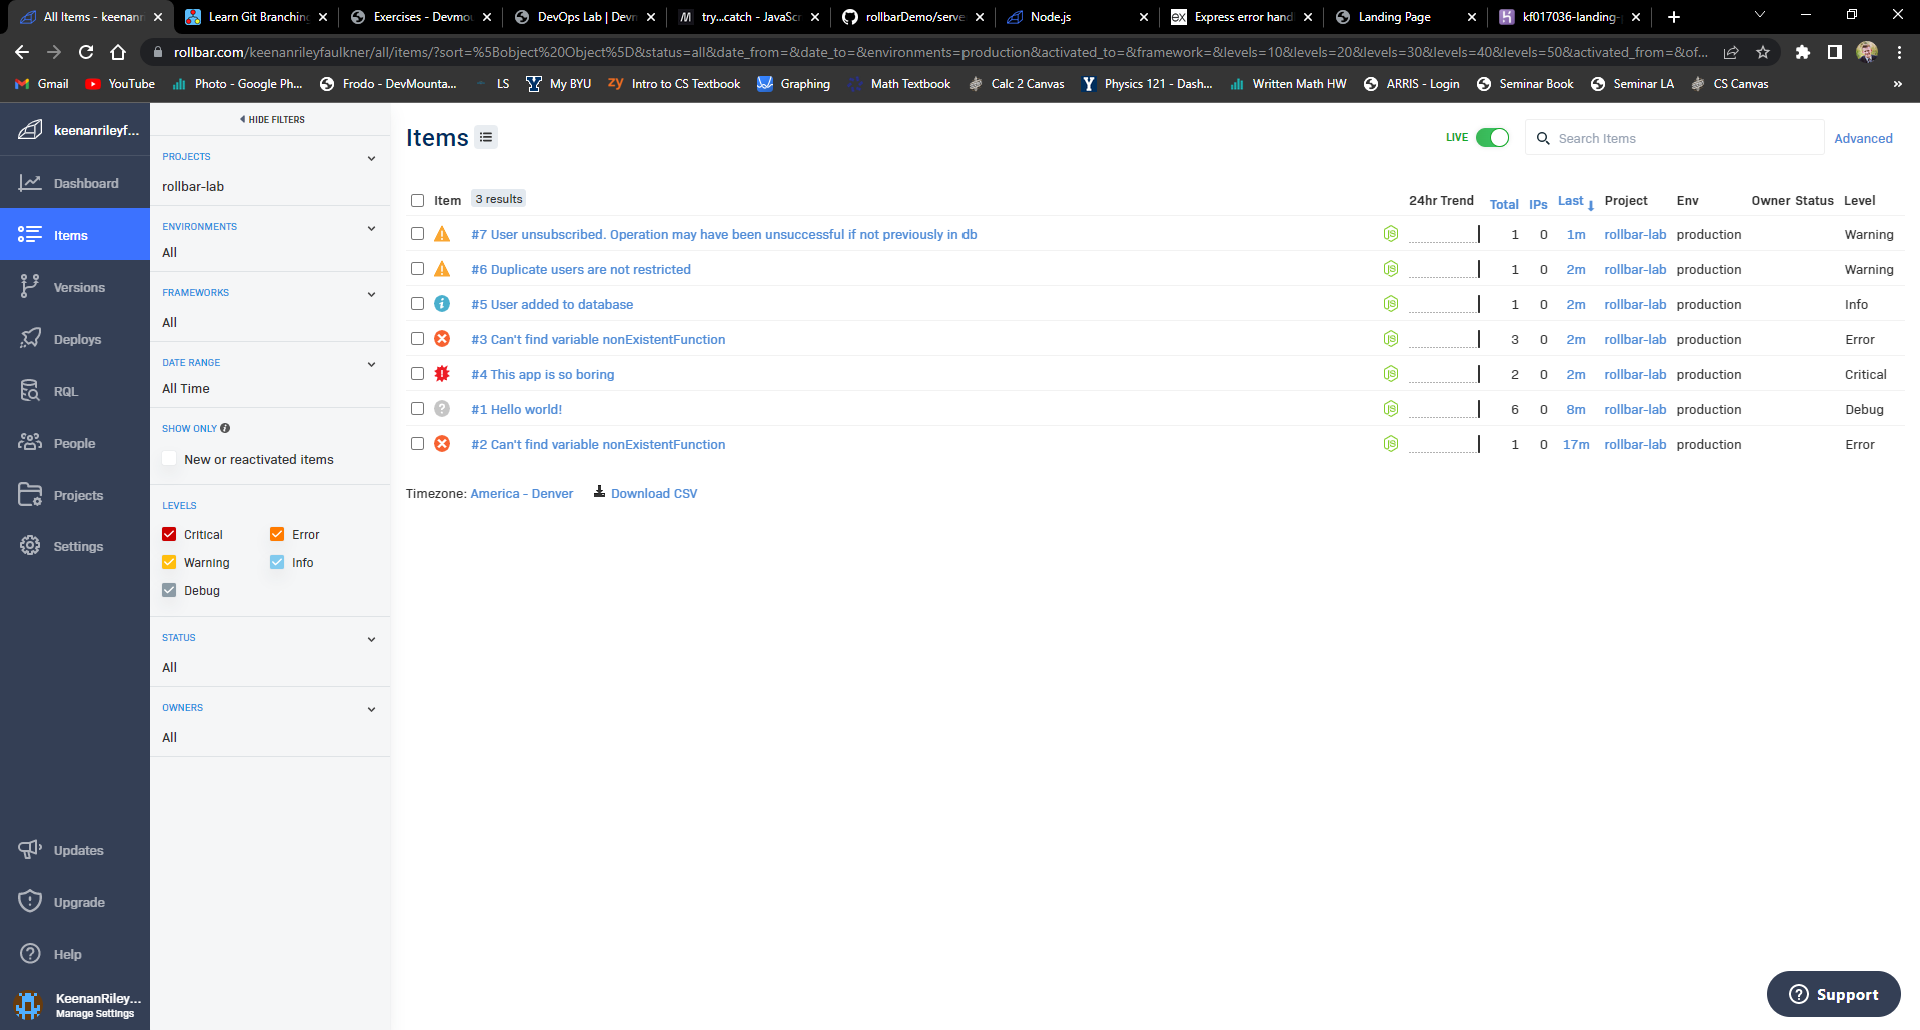 All Items - keenanri
Learn Git Branching
Exercises - Devmou
DevOps Lab | Devm
try...catch - JavaScr
rollbarDemo/serve
Node.js
Express error hand
Landing Page
kf017036-landing-
rollbar.com/keenanrileyfaulkner/all/items/?sort=%5Bobject%20Object%5D&status=all&date_from=&date_to=&environments=production&activated_to=&framework=&levels=10&levels=20&levels=30&levels=40&levels=50&activated_from=&of...
Gmail
YouTube
Photo - Google Ph...
Frodo - DevMounta...
LS
My BYU
zy Intro to CS Textbook
Graphing
Math Textbook
Calc 2 Canvas
Physics 121 - Dash...
Written Math HW
ARRIS - Login
Seminar Book
Seminar LA
CS Canvas
»
keenanrileyf...
Dashboard
Items
Versions
Deploys
RQL
People
Projects
Settings
Updates
Upgrade
Help
KeenanRiley...
Manage Settings
HIDE FILTERS
PROJECTS
rollbar-lab
ENVIRONMENTS
All
FRAMEWORKS
All
DATE RANGE
All Time
SHOW ONLY
New or reactivated items
LEVELS
Critical Error
Warning Info
Debug
STATUS
All
OWNERS
All
Items
LIVE
Search Items
Advanced
Item 3 results 24hr Trend Total IPs Last Project Env Owner Status Level
#7 User unsubscribed. Operation may have been unsuccessful if not previously in db 1 0 1m rollbar-lab production Warning
#6 Duplicate users are not restricted 1 0 2m rollbar-lab production Warning
#5 User added to database 1 0 2m rollbar-lab production Info
#3 Can't find variable nonExistentFunction 3 0 2m rollbar-lab production Error
#4 This app is so boring 2 0 2m rollbar-lab production Critical
#1 Hello world! 6 0 8m rollbar-lab production Debug
#2 Can't find variable nonExistentFunction 1 0 17m rollbar-lab production Error
Timezone: America - Denver Download CSV
Support